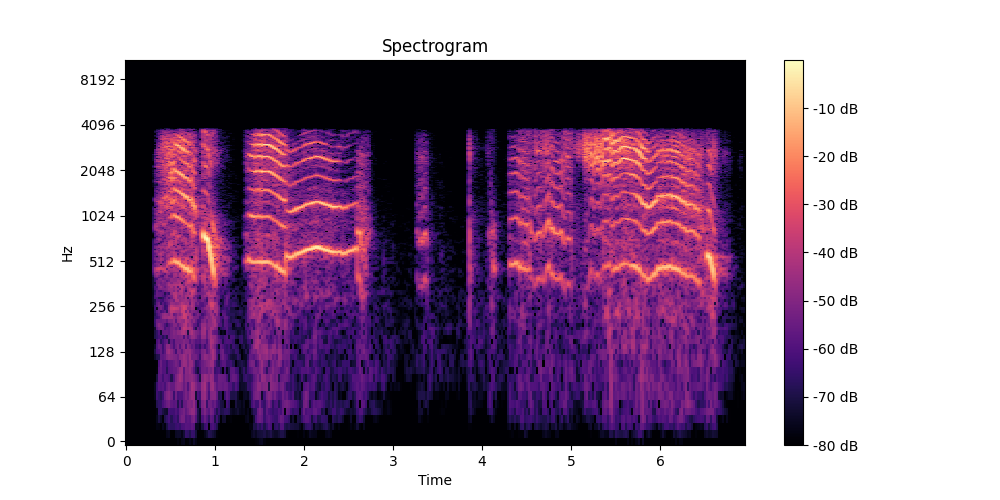 Spectrogram
8192
4096
2048
1024
512
256
128
64
0
Hz
0 1 2 3 4 5 6
Time
-10 dB
-20 dB
-30 dB
-40 dB
-50 dB
-60 dB
-70 dB
-80 dB